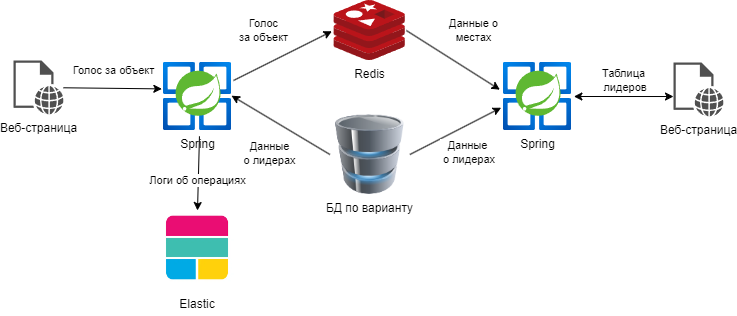 Голос
за объект
Данные о
местах
Голос за объект
Redis
Таблица
лидеров
Веб-страница
Spring
Spring
Веб-страница
Данные
о лидерах
Данные
о лидерах
Логи об операциях
БД по варианту
Elastic